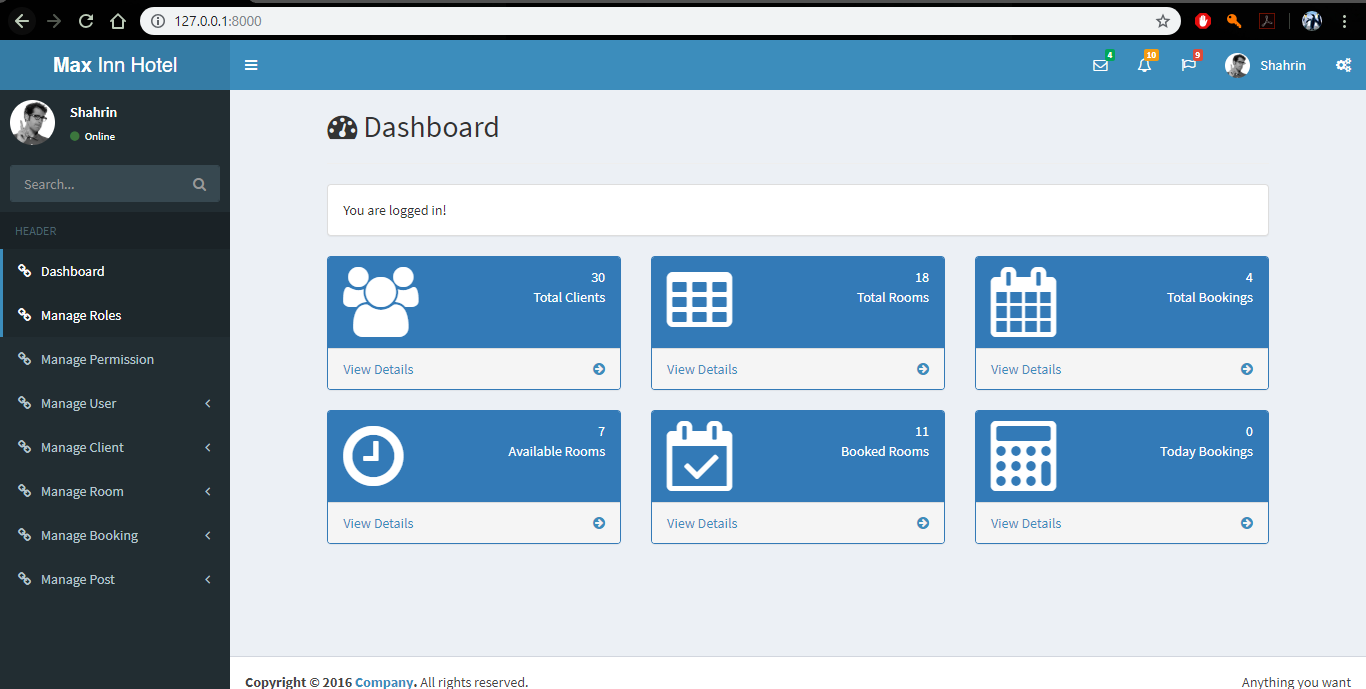 127.0.0.1:8000
Max Inn Hotel
4
10
9
Shahrin
Shahrin
Online
Search...
HEADER
Dashboard
Manage Roles
Manage Permission
Manage User
Manage Client
Manage Room
Manage Booking
Manage Post
Dashboard
You are logged in!
30
Total Clients
View Details
18
Total Rooms
View Details
4
Total Bookings
View Details
7
Available Rooms
View Details
11
Booked Rooms
View Details
0
Today Bookings
View Details
Copyright © 2016 Company. All rights reserved.
Anything you want